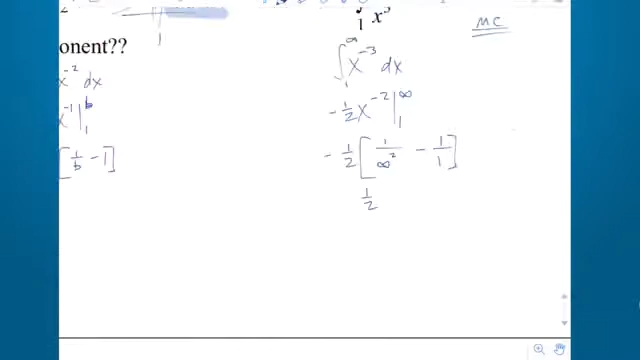 onent??
x⁻² dx
x⁻¹ |₁ᵇ
[1/b − 1]
1 x³
∫₁^∞ x⁻³ dx
−1/2 x⁻² |₁^∞
−1/2 [1/∞² − 1/1]
1/2
MC